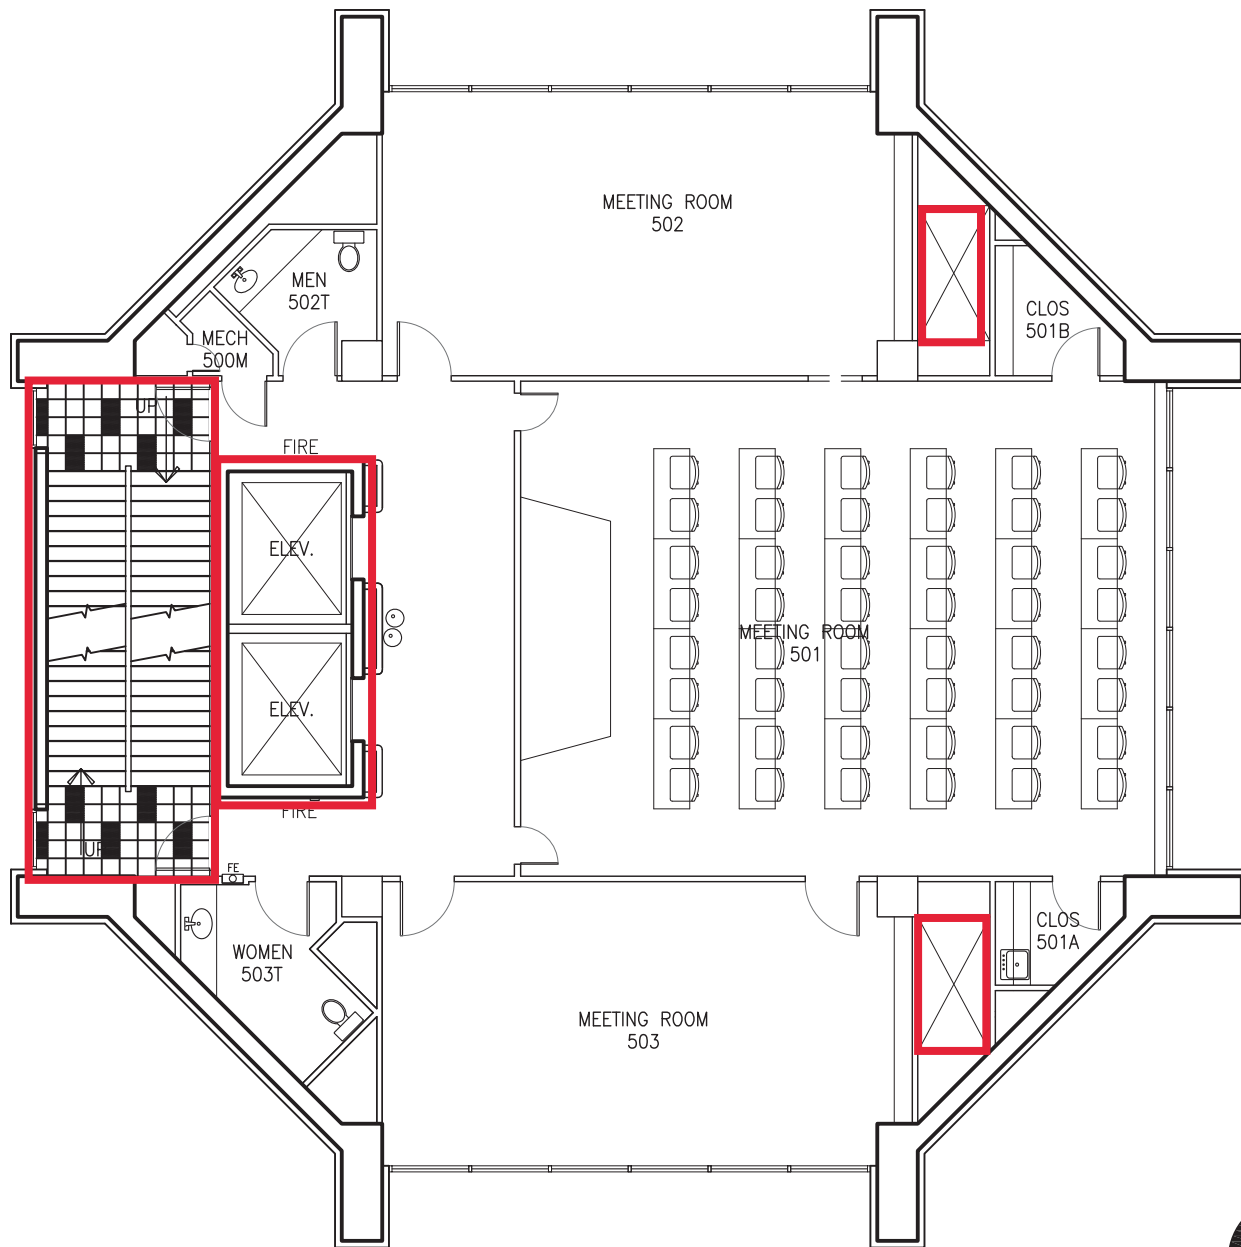 MEETING ROOM
502
MEN
502T
CLOS
501B
MECH
500M
UP
FIRE
ELEV.
MEETING ROOM
501
ELEV.
FIRE
UP
FE
CLOS
501A
WOMEN
503T
MEETING ROOM
503